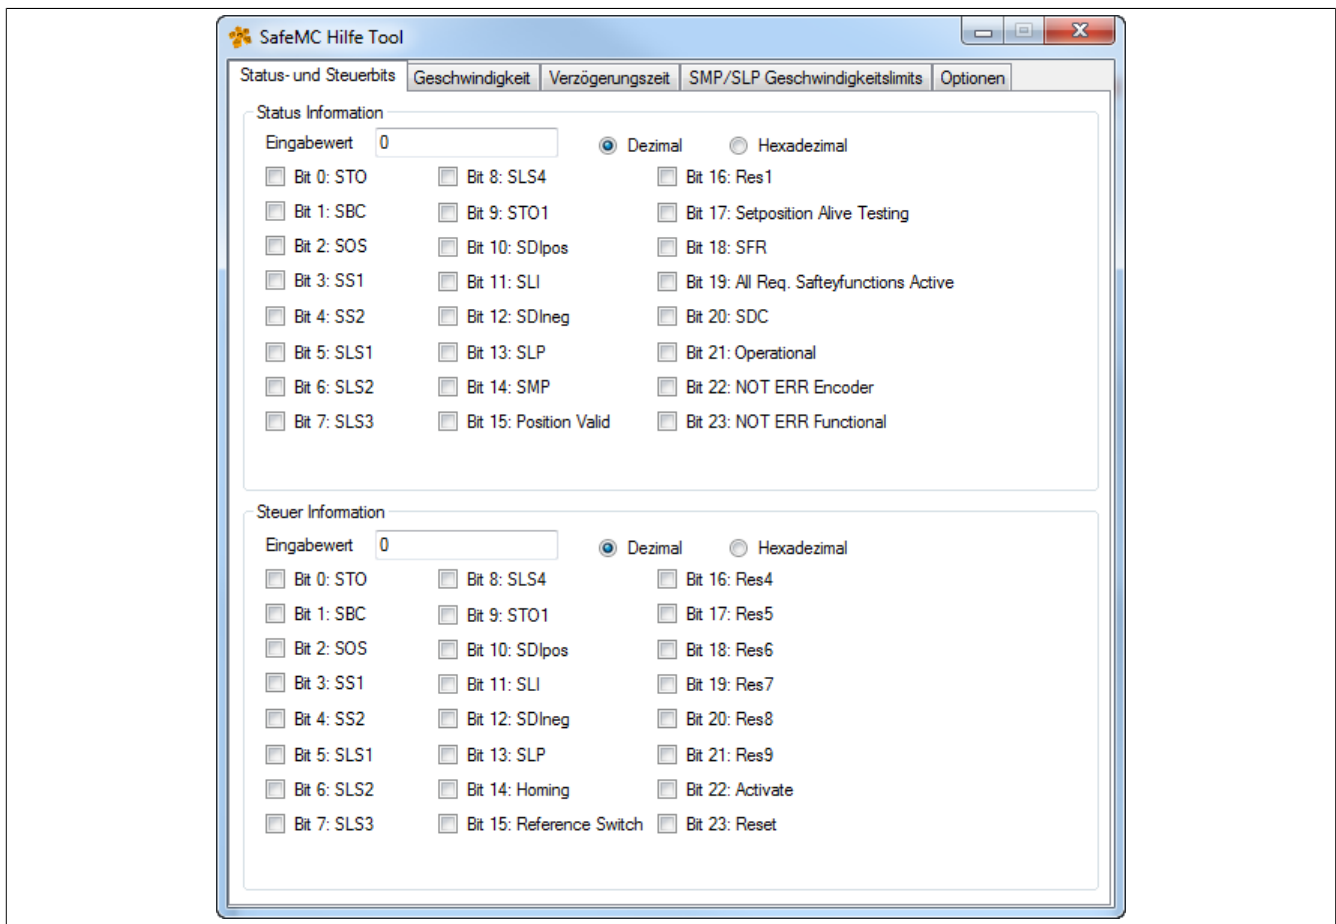 SafeMC Hilfe Tool
Status- und Steuerbits Geschwindigkeit Verzögerungszeit SMP/SLP Geschwindigkeitslimits Optionen
Status Information
Eingabewert 0 Dezimal Hexadezimal
Bit 0: STO Bit 8: SLS4 Bit 16: Res1
Bit 1: SBC Bit 9: STO1 Bit 17: Setposition Alive Testing
Bit 2: SOS Bit 10: SDIpos Bit 18: SFR
Bit 3: SS1 Bit 11: SLI Bit 19: All Req. Safteyfunctions Active
Bit 4: SS2 Bit 12: SDIneg Bit 20: SDC
Bit 5: SLS1 Bit 13: SLP Bit 21: Operational
Bit 6: SLS2 Bit 14: SMP Bit 22: NOT ERR Encoder
Bit 7: SLS3 Bit 15: Position Valid Bit 23: NOT ERR Functional
Steuer Information
Eingabewert 0 Dezimal Hexadezimal
Bit 0: STO Bit 8: SLS4 Bit 16: Res4
Bit 1: SBC Bit 9: STO1 Bit 17: Res5
Bit 2: SOS Bit 10: SDIpos Bit 18: Res6
Bit 3: SS1 Bit 11: SLI Bit 19: Res7
Bit 4: SS2 Bit 12: SDIneg Bit 20: Res8
Bit 5: SLS1 Bit 13: SLP Bit 21: Res9
Bit 6: SLS2 Bit 14: Homing Bit 22: Activate
Bit 7: SLS3 Bit 15: Reference Switch Bit 23: Reset